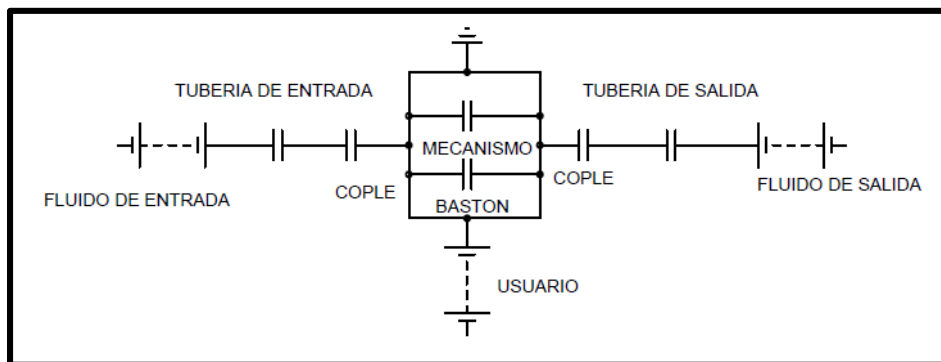 TUBERIA DE ENTRADA
TUBERIA DE SALIDA
MECANISMO
FLUIDO DE ENTRADA
COPLE
COPLE
FLUIDO DE SALIDA
BASTON
USUARIO